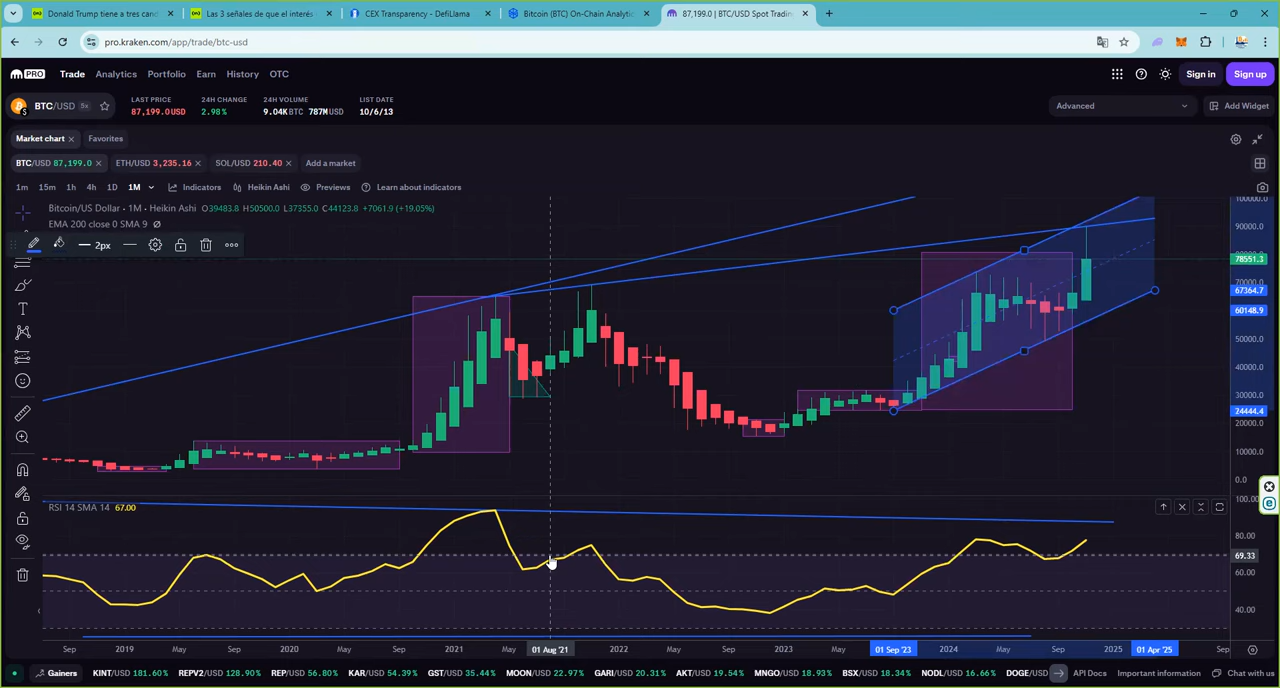 Donald Trump tiene a tres cand
Las 3 señales de que el interés
CEX Transparency - DefiLlama
Bitcoin (BTC) On-Chain Analytic
87,199.0 | BTC/USD Spot Tradin
pro.kraken.com/app/trade/btc-usd
PRO Trade Analytics Portfolio Earn History OTC Sign in Sign up
BTC/USD 5x
LAST PRICE 24H CHANGE 24H VOLUME LIST DATE
87,199.0 USD 2.98% 9.04K BTC 787M USD 10/6/13
Advanced Add Widget
Market chart Favorites
BTC/USD 87,199.0 ETH/USD 3,235.16 SOL/USD 210.40 Add a market
1m 15m 1h 4h 1D 1M Indicators Heikin Ashi Previews Learn about indicators
Bitcoin/US Dollar · 1M · Heikin Ashi O39483.8 H50500.0 L37355.0 C44123.8 +7061.9 (+19.05%)
EMA 200 close 0 SMA 9 Ø
2px
100000.0
90000.0
78551.3
67364.7
60148.9
50000.0
40000.0
30000.0
24444.4
20000.0
10000.0
0.0
RSI 14 SMA 14 67.00
100.00
80.00
69.33
60.00
40.00
Sep 2019 May Sep 2020 May Sep 2021 May 01 Aug '21 2022 May 2023 May 01 Sep '23 2024 May Sep 2025 01 Apr '25 Sep
Gainers KINT/USD 181.60% REPV2/USD 128.90% REP/USD 56.80% KAR/USD 54.39% GST/USD 35.44% MOON/USD 22.97% GARI/USD 20.31% AKT/USD 19.54% MNGO/USD 18.93% BSX/USD 18.34% NODL/USD 16.66% DOGE/USD API Docs Important information Chat with us